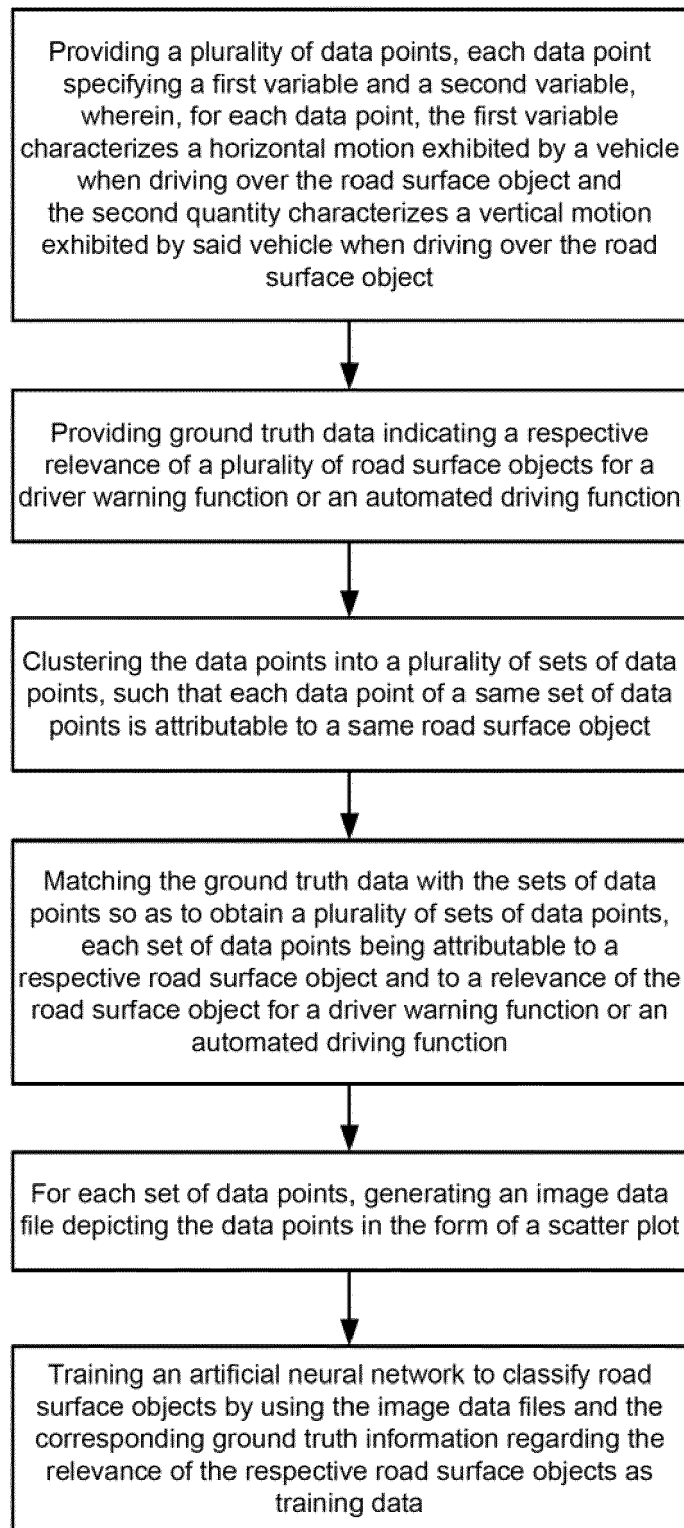 Providing a plurality of data points, each data point
specifying a first variable and a second variable,
wherein, for each data point, the first variable
characterizes a horizontal motion exhibited by a vehicle
when driving over the road surface object and
the second quantity characterizes a vertical motion
exhibited by said vehicle when driving over the road
surface object
Providing ground truth data indicating a respective
relevance of a plurality of road surface objects for a
driver warning function or an automated driving function
Clustering the data points into a plurality of sets of data
points, such that each data point of a same set of data
points is attributable to a same road surface object
Matching the ground truth data with the sets of data
points so as to obtain a plurality of sets of data points,
each set of data points being attributable to a
respective road surface object and to a relevance of the
road surface object for a driver warning function or an
automated driving function
For each set of data points, generating an image data
file depicting the data points in the form of a scatter plot
Training an artificial neural network to classify road
surface objects by using the image data files and the
corresponding ground truth information regarding the
relevance of the respective road surface objects as
training data